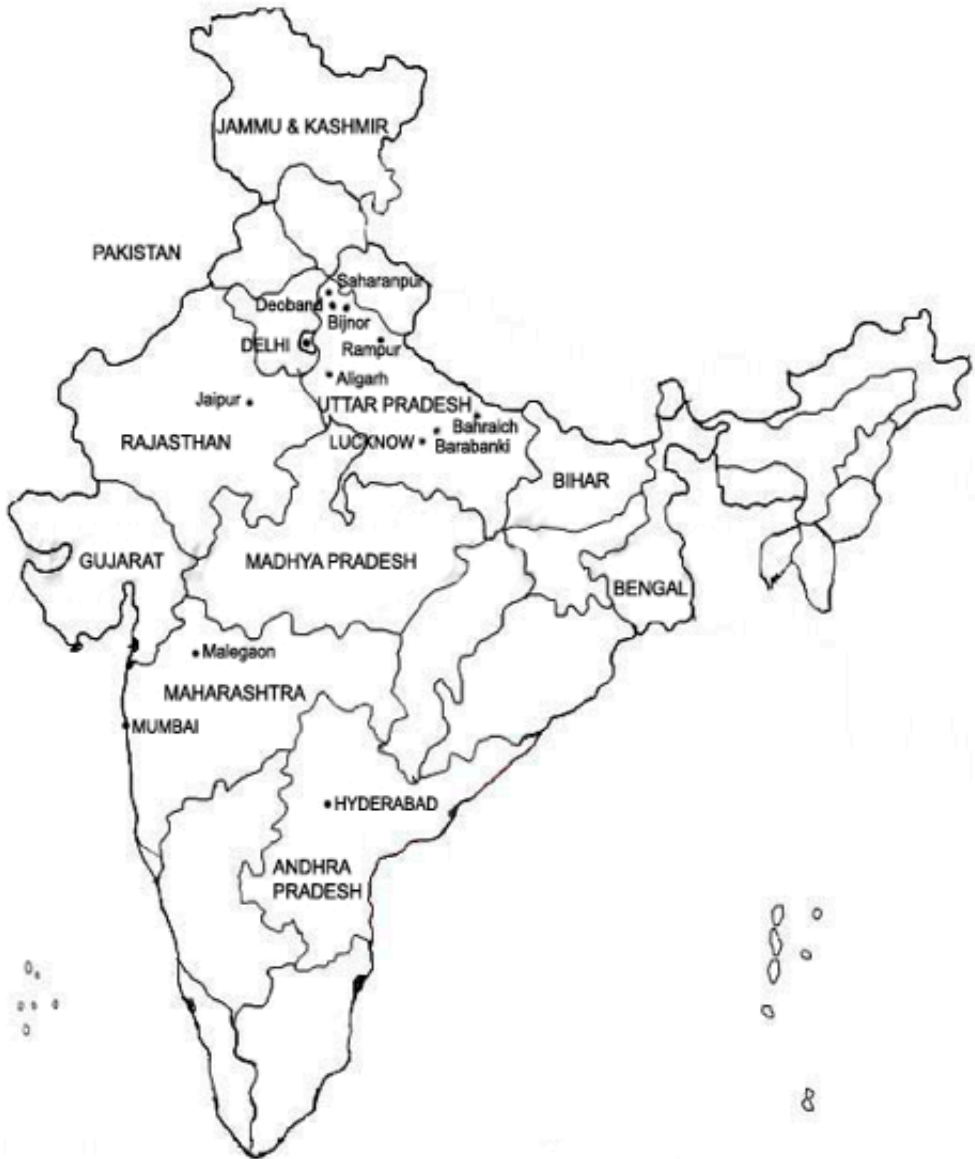 JAMMU & KASHMIR
PAKISTAN
Saharanpur
Deoband
Bijnor
DELHI
Rampur
Aligarh
Jaipur
UTTAR PRADESH
Bahraich
RAJASTHAN
LUCKNOW
Barabanki
BIHAR
GUJARAT
MADHYA PRADESH
BENGAL
Malegaon
MAHARASHTRA
MUMBAI
HYDERABAD
ANDHRA
PRADESH